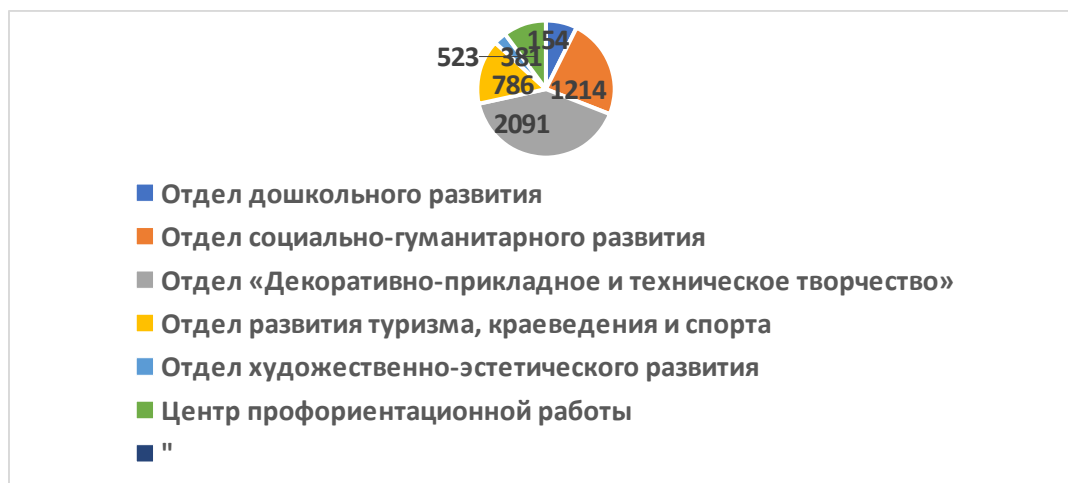 154
523
381
786
1214
2091
Отдел дошкольного развития
Отдел социально-гуманитарного развития
Отдел «Декоративно-прикладное и техническое творчество»
Отдел развития туризма, краеведения и спорта
Отдел художественно-эстетического развития
Центр профориентационной работы
"